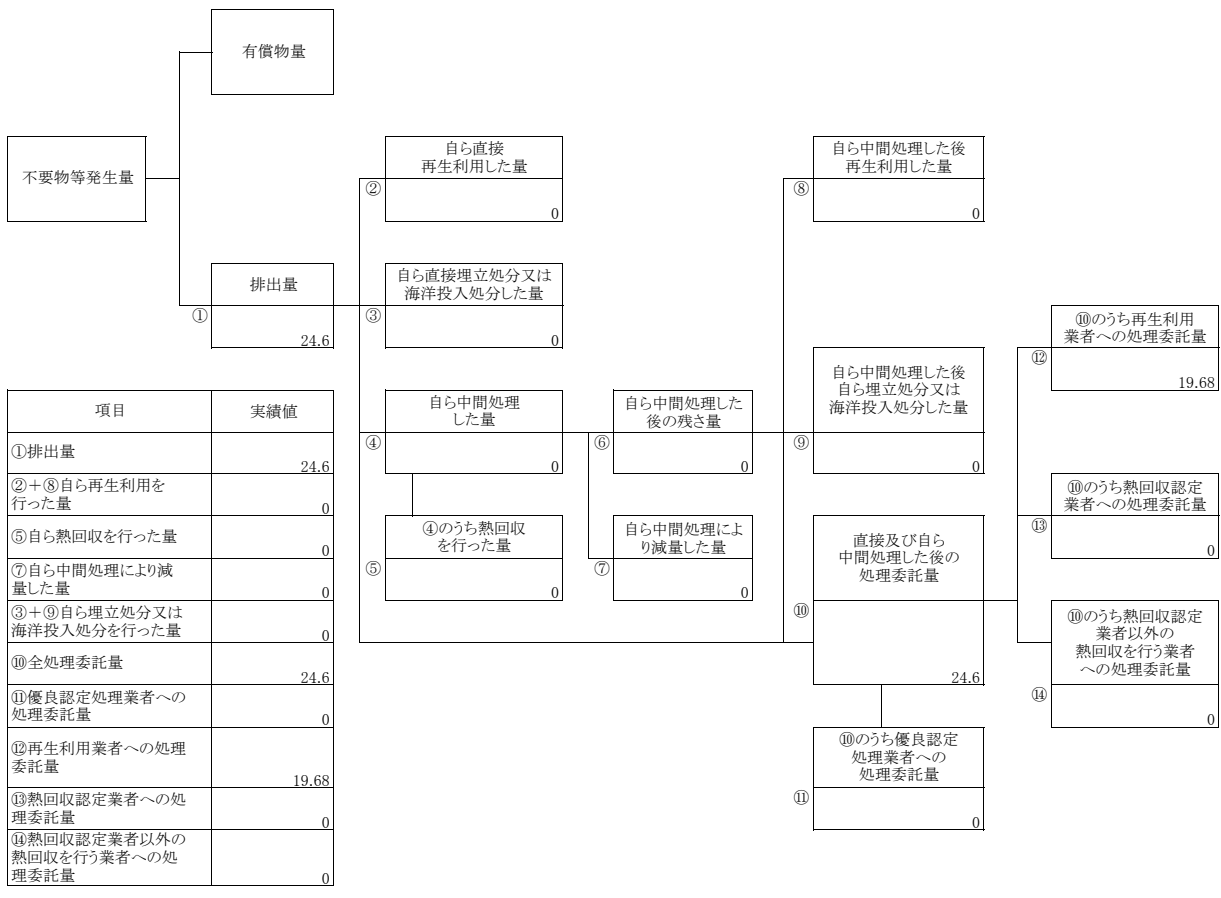 有償物量
不要物等発生量
排出量
①
24.6
自ら直接
再生利用した量
②
0
自ら直接埋立処分又は
海洋投入処分した量
③
0
自ら中間処理
した量
④
0
④のうち熱回収
を行った量
⑤
0
自ら中間処理した
後の残さ量
⑥
0
自ら中間処理によ
り減量した量
⑦
0
自ら中間処理した後
再生利用した量
⑧
0
自ら中間処理した後
自ら埋立処分又は
海洋投入処分した量
⑨
0
直接及び自ら
中間処理した後の
処理委託量
⑩
24.6
⑩のうち優良認定
処理業者への
処理委託量
⑪
0
⑩のうち再生利用
業者への処理委託量
⑫
19.68
⑩のうち熱回収認定
業者への処理委託量
⑬
0
⑩のうち熱回収認定
業者以外の
熱回収を行う業者
への処理委託量
⑭
0
項目 実績値
①排出量
24.6
②＋⑧自ら再生利用を
行った量
0
⑤自ら熱回収を行った量
0
⑦自ら中間処理により減
量した量
0
③＋⑨自ら埋立処分又は
海洋投入処分を行った量
0
⑩全処理委託量
24.6
⑪優良認定処理業者への
処理委託量
0
⑫再生利用業者への処理
委託量
19.68
⑬熱回収認定業者への処
理委託量
0
⑭熱回収認定業者以外の
熱回収を行う業者への処
理委託量
0